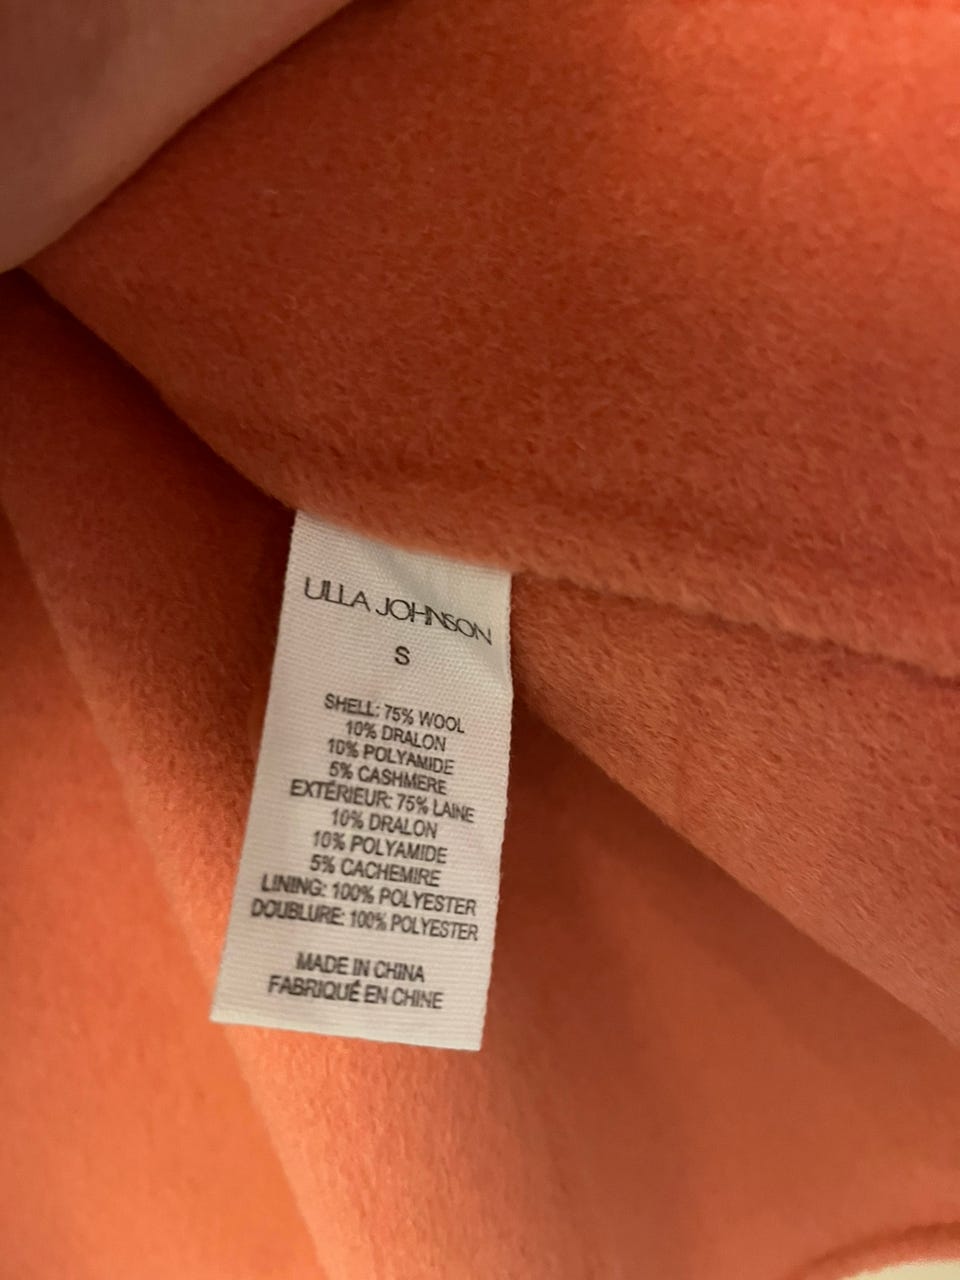 ULLA JOHNSON
S
SHELL: 75% WOOL
10% DRALON
10% POLYAMIDE
5% CASHMERE
EXTÉRIEUR: 75% LAINE
10% DRALON
10% POLYAMIDE
5% CACHEMIRE
LINING: 100% POLYESTER
DOUBLURE: 100% POLYESTER
MADE IN CHINA
FABRIQUÉ EN CHINE